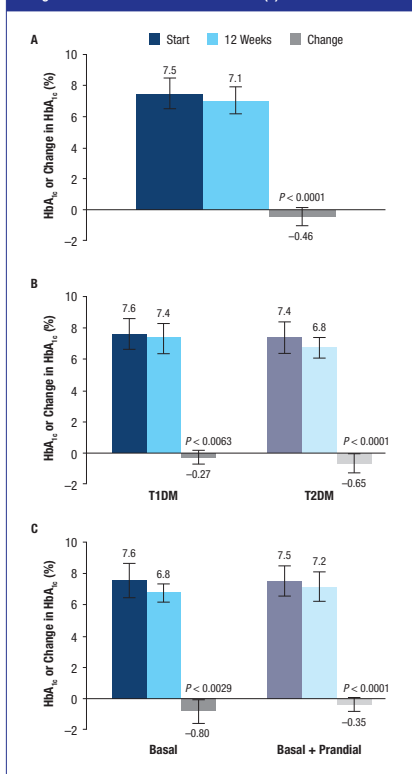 A
Start 12 Weeks Change
HbA1c or Change in HbA1c (%)
10
8
6
4
2
0
−2
7.5
7.1
P < 0.0001
−0.46
B
HbA1c or Change in HbA1c (%)
10
8
6
4
2
0
−2
7.6
7.4
P < 0.0063
−0.27
7.4
6.8
P < 0.0001
−0.65
T1DM T2DM
C
HbA1c or Change in HbA1c (%)
10
8
6
4
2
0
−2
7.6
6.8
P < 0.0029
−0.80
7.5
7.2
P < 0.0001
−0.35
Basal Basal + Prandial